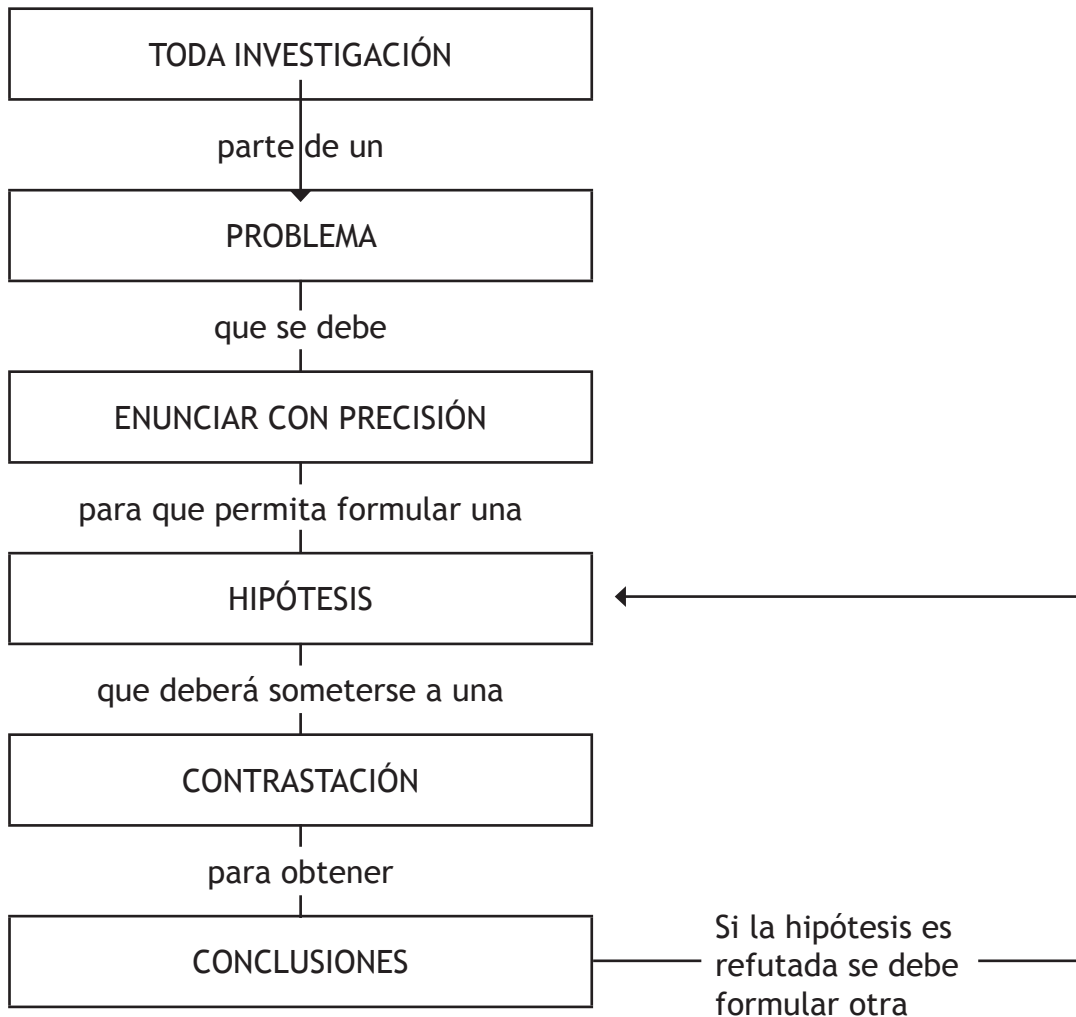 TODA INVESTIGACIÓN
parte de un
PROBLEMA
que se debe
ENUNCIAR CON PRECISIÓN
para que permita formular una
HIPÓTESIS
que deberá someterse a una
CONTRASTACIÓN
para obtener
CONCLUSIONES
Si la hipótesis es
refutada se debe
formular otra